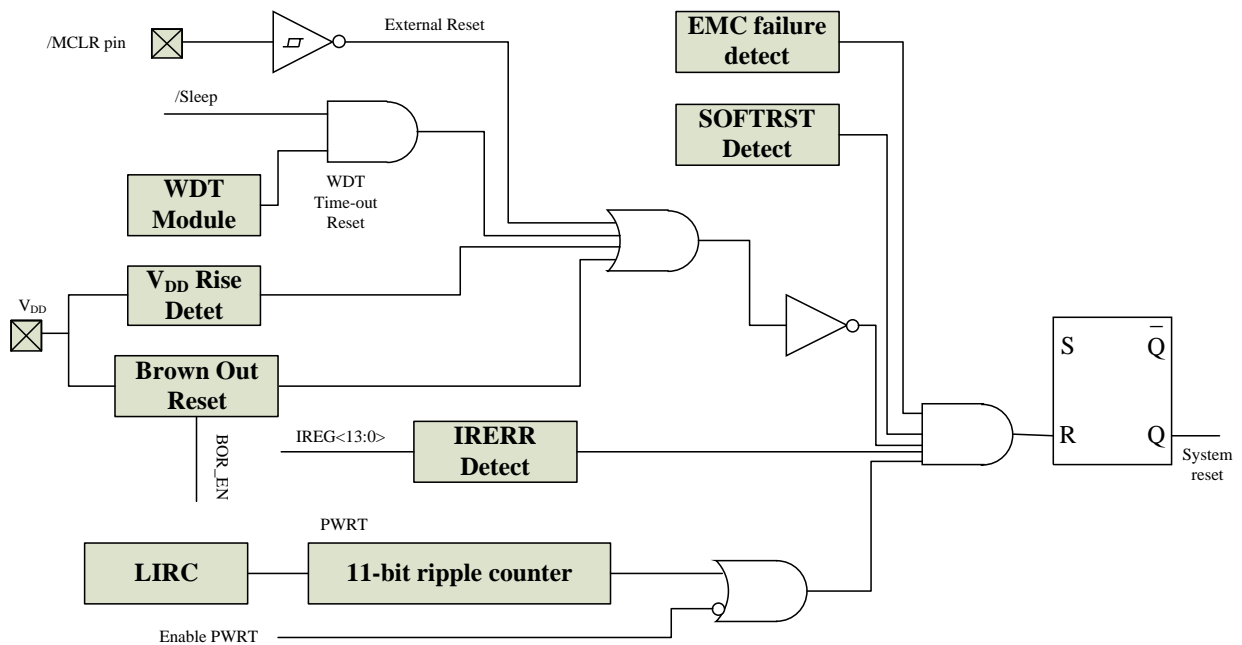 /MCLR pin
External Reset
EMC failure
detect
/Sleep
SOFTRST
Detect
WDT
Module
WDT
Time-out
Reset
VDD
VDD Rise
Detet
Brown Out
Reset
BOR_EN
IREG<13:0>
IRERR
Detect
S
Q
R
Q
System
reset
PWRT
LIRC
11-bit ripple counter
Enable PWRT